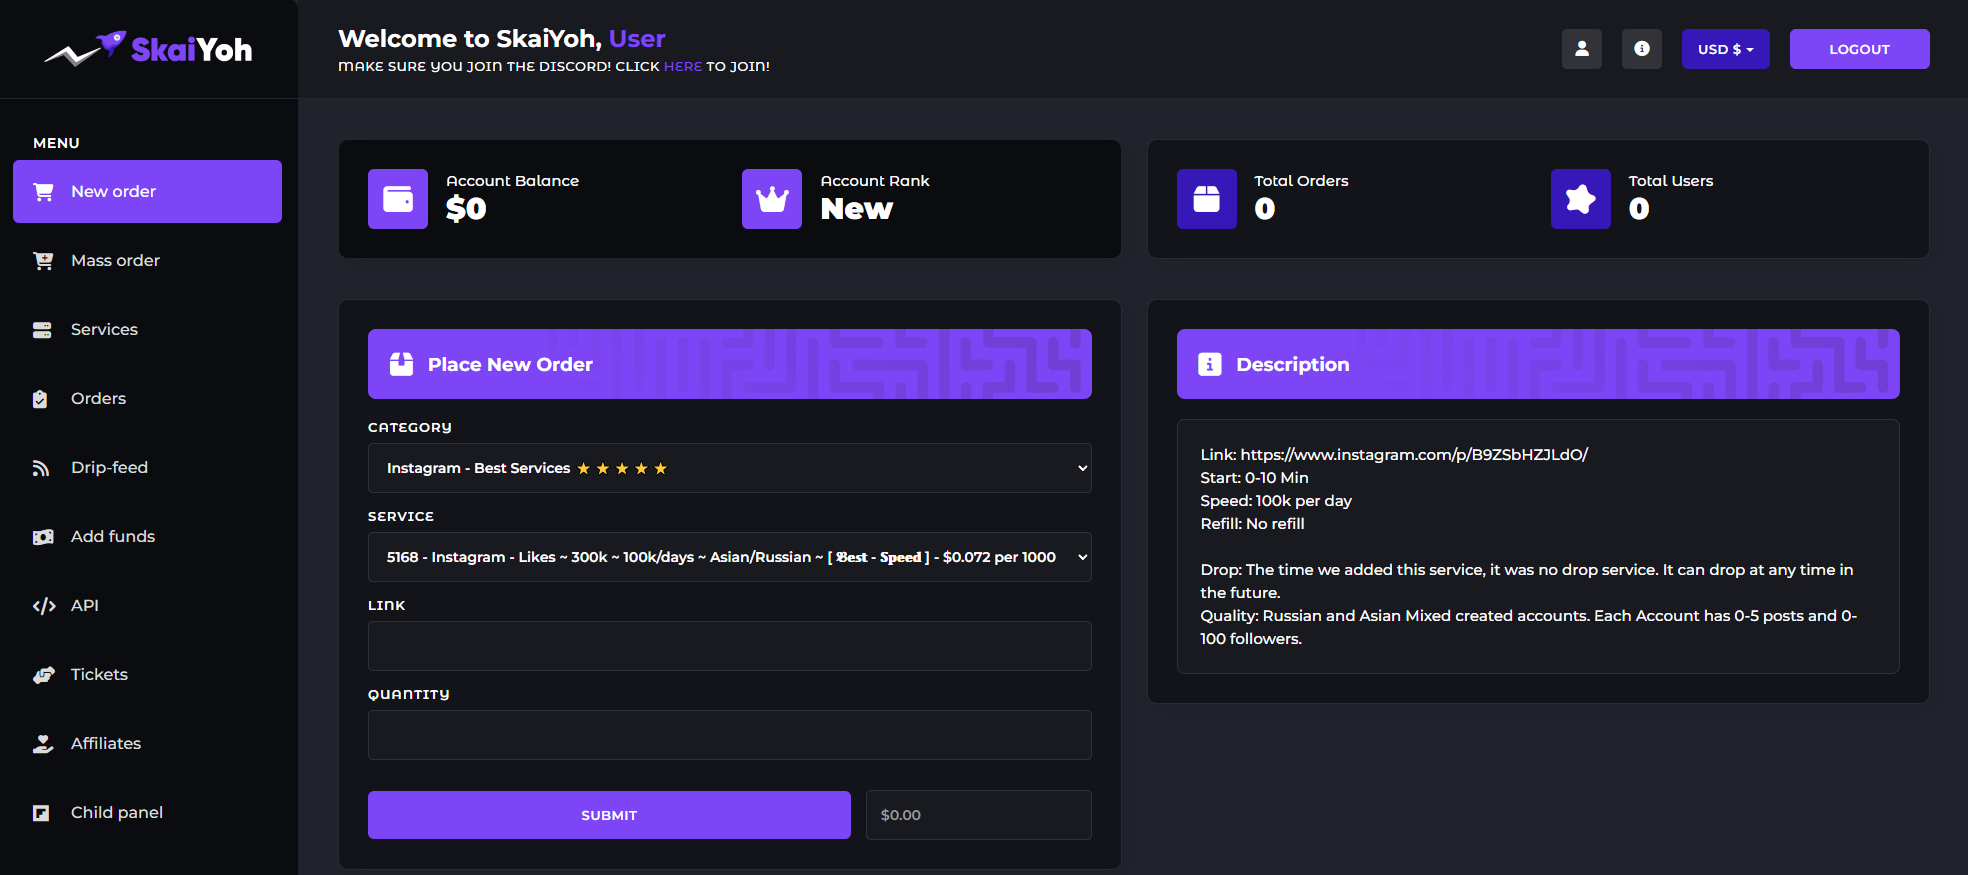 SkaiYoh
Welcome to SkaiYoh, User
MAKE SURE YOU JOIN THE DISCORD! CLICK HERE TO JOIN!
USD $
LOGOUT
MENU
New order
Mass order
Services
Orders
Drip-feed
Add funds
API
Tickets
Affiliates
Child panel
Account Balance
$0
Account Rank
New
Total Orders
0
Total Users
0
Place New Order
CATEGORY
Instagram - Best Services ★ ★ ★ ★ ★
SERVICE
5168 - Instagram - Likes ~ 300k ~ 100k/days ~ Asian/Russian ~ [ 𝕭𝖊𝖘𝖙 - 𝕾𝖕𝖊𝖊𝖉 ] - $0.072 per 1000
LINK
QUANTITY
SUBMIT
$0.00
Description
Link: https://www.instagram.com/p/B9ZSbHZJLdO/
Start: 0-10 Min
Speed: 100k per day
Refill: No refill
Drop: The time we added this service, it was no drop service. It can drop at any time in
the future.
Quality: Russian and Asian Mixed created accounts. Each Account has 0-5 posts and 0-
100 followers.